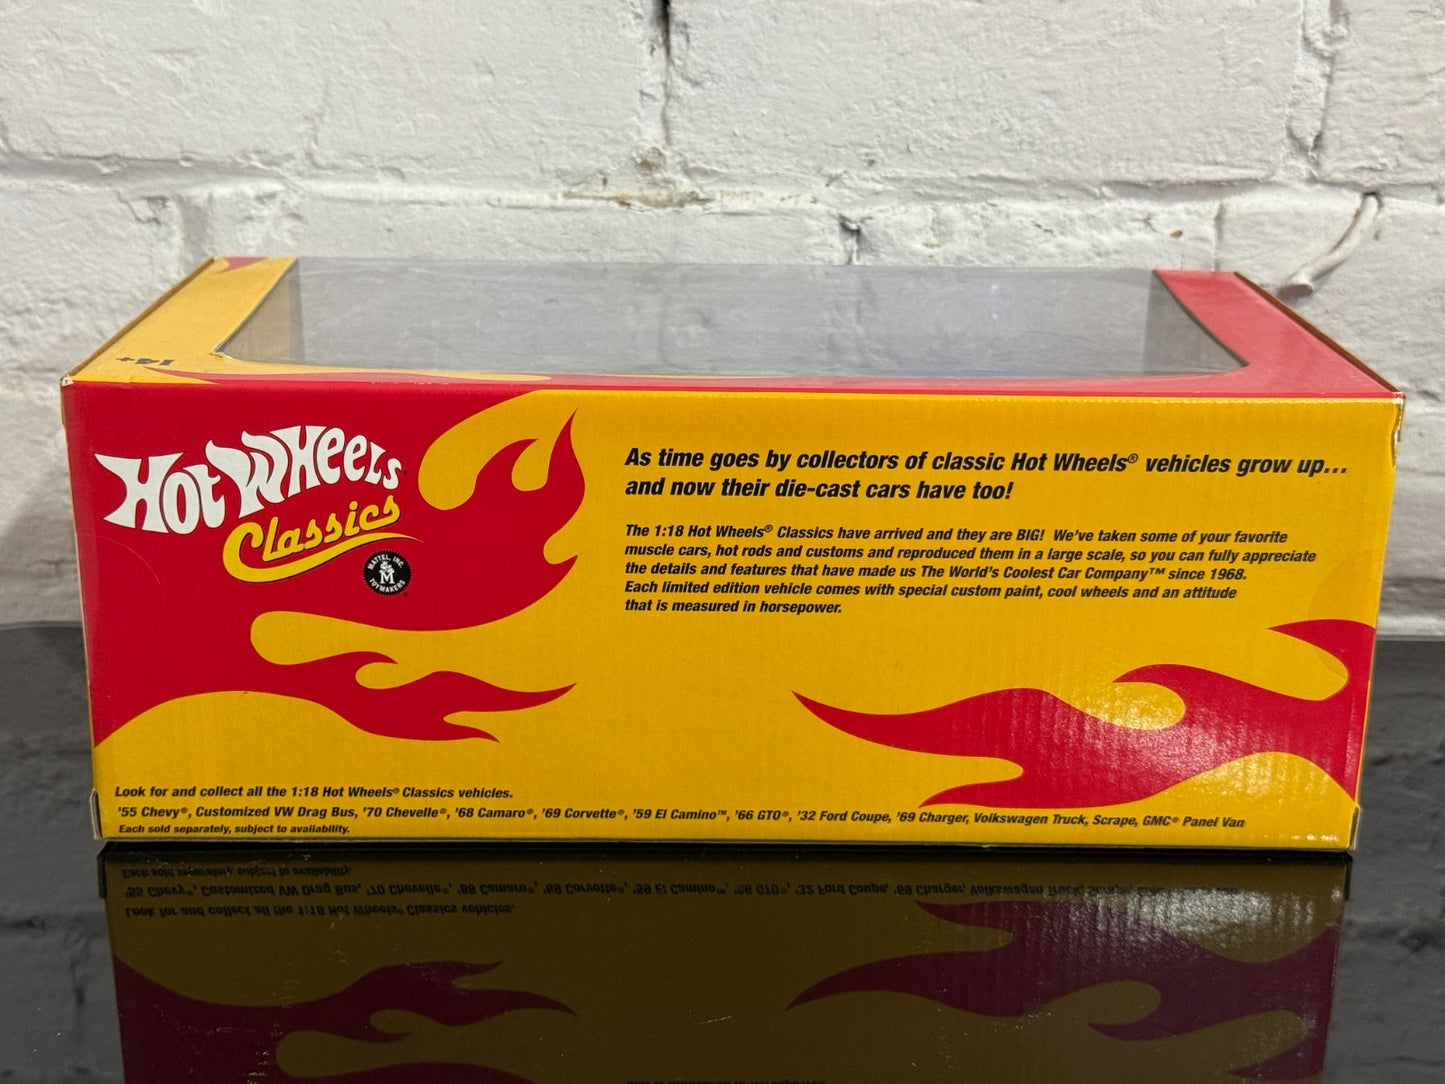 14+
HOT WHEELS
Classics
MATTEL, INC.
M
TOYMAKERS
As time goes by collectors of classic Hot Wheels® vehicles grow up...
and now their die-cast cars have too!
The 1:18 Hot Wheels® Classics have arrived and they are BIG! We've taken some of your favorite
muscle cars, hot rods and customs and reproduced them in a large scale, so you can fully appreciate
the details and features that have made us The World's Coolest Car Company™ since 1968.
Each limited edition vehicle comes with special custom paint, cool wheels and an attitude
that is measured in horsepower.
Look for and collect all the 1:18 Hot Wheels® Classics vehicles.
'55 Chevy®, Customized VW Drag Bus, '70 Chevelle®, '68 Camaro®, '69 Corvette®, '59 El Camino™, '66 GTO®, '32 Ford Coupe, '69 Charger, Volkswagen Truck, Scrape, GMC® Panel Van
Each sold separately, subject to availability.